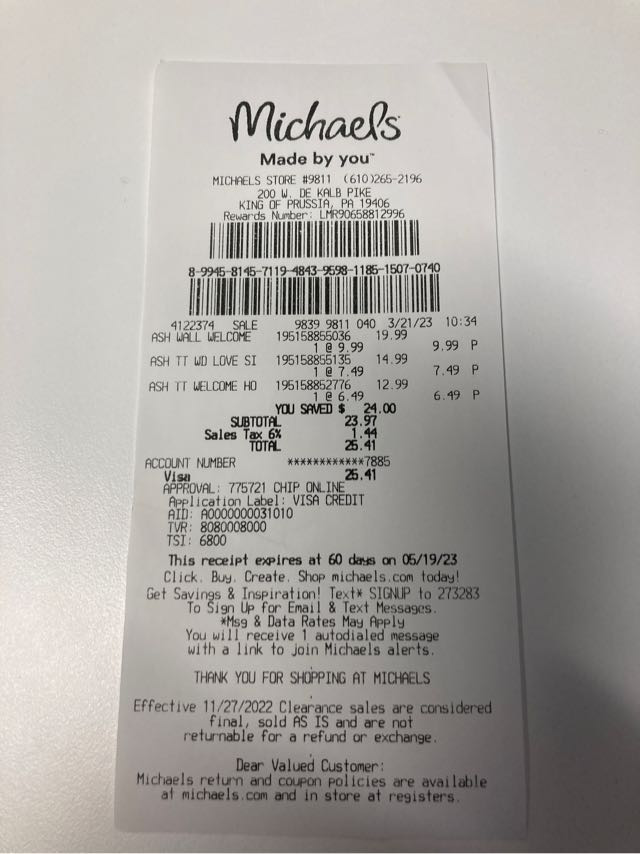 Michaels
Made by you™
MICHAELS STORE #9811 (610)265-2196
200 W. DE KALB PIKE
KING OF PRUSSIA, PA 19406
Rewards Number: LMR90658812996
8-9945-8145-7119-4843-9598-1185-1507-0740
4122374 SALE 9839 9811 040 3/21/23 10:34
ASH WALL WELCOME 195158855036 19.99
1 @ 9.99 9.99 P
ASH TT WD LOVE SI 195158855135 14.99
1 @ 7.49 7.49 P
ASH TT WELCOME HO 195158852776 12.99
1 @ 6.49 6.49 P
YOU SAVED $ 24.00
SUBTOTAL 23.97
Sales Tax 6% 1.44
TOTAL 25.41
ACCOUNT NUMBER ************7885
Visa 25.41
APPROVAL: 775721 CHIP ONLINE
Application Label: VISA CREDIT
AID: A0000000031010
TVR: 8080008000
TSI: 6800
This receipt expires at 60 days on 05/19/23
Click. Buy. Create. Shop michaels.com today!
Get Savings & Inspiration! Text* SIGNUP to 273283
To Sign Up for Email & Text Messages.
*Msg & Data Rates May Apply
You will receive 1 autodialed message
with a link to join Michaels alerts.
THANK YOU FOR SHOPPING AT MICHAELS
Effective 11/27/2022 Clearance sales are considered
final, sold AS IS and are not
returnable for a refund or exchange.
Dear Valued Customer:
Michaels return and coupon policies are available
at michaels.com and in store at registers.